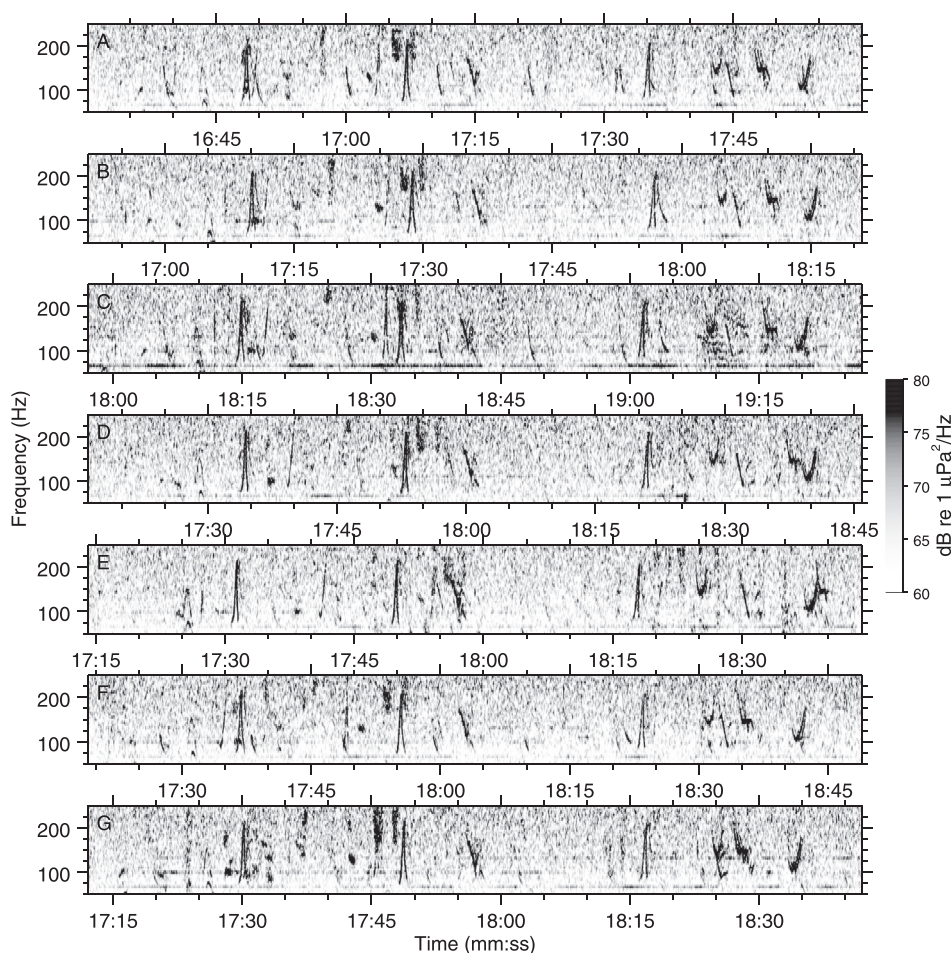 A
200
100
16:45 17:00 17:15 17:30 17:45
B
200
100
17:00 17:15 17:30 17:45 18:00 18:15
C
200
100
18:00 18:15 18:30 18:45 19:00 19:15
D
200
100
17:30 17:45 18:00 18:15 18:30 18:45
E
200
100
17:15 17:30 17:45 18:00 18:15 18:30
F
200
100
17:30 17:45 18:00 18:15 18:30 18:45
G
200
100
17:15 17:30 17:45 18:00 18:15 18:30
Time (mm:ss)
Frequency (Hz)
80
75
70
65
60
dB re 1 µPa²/Hz